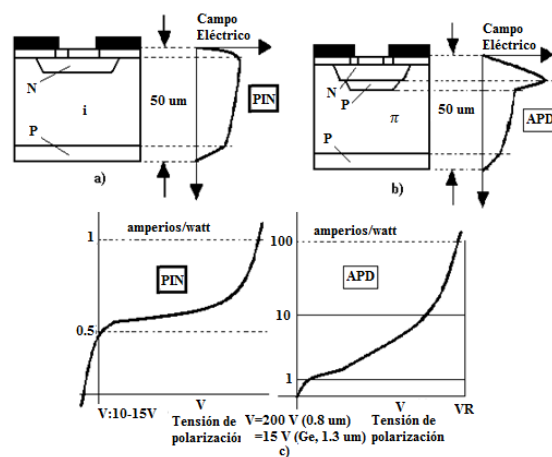 Campo
Eléctrico
N
i
P
50 um
PIN
a)
Campo
Eléctrico
N
P
π
P
50 um
APD
b)
amperios/watt
1
PIN
0.5
V:10-15V
V
Tensión de
polarización
amperios/watt
100
APD
10
1
V
VR
V=200 V (0.8 um)
=15 V (Ge, 1.3 um)
Tensión de
polarización
c)